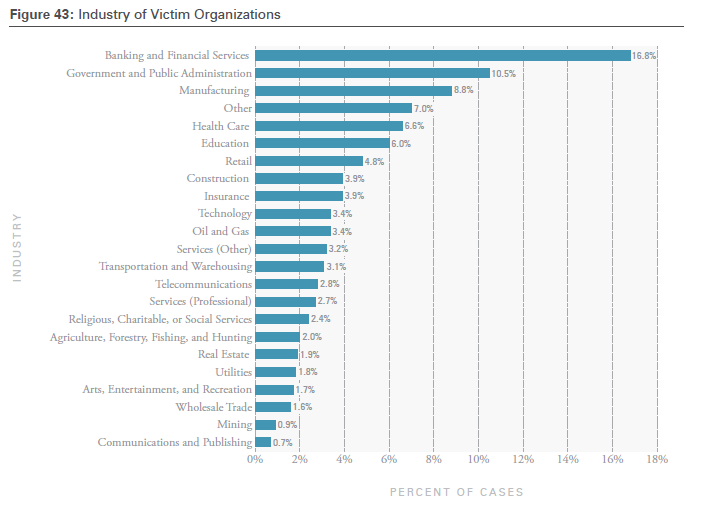 Figure 43: Industry of Victim Organizations
Banking and Financial Services 16.8%
Government and Public Administration 10.5%
Manufacturing 8.8%
Other 7.0%
Health Care 6.6%
Education 6.0%
Retail 4.8%
Construction 3.9%
Insurance 3.9%
Technology 3.4%
Oil and Gas 3.4%
Services (Other) 3.2%
Transportation and Warehousing 3.1%
Telecommunications 2.8%
Services (Professional) 2.7%
Religious, Charitable, or Social Services 2.4%
Agriculture, Forestry, Fishing, and Hunting 2.0%
Real Estate 1.9%
Utilities 1.8%
Arts, Entertainment, and Recreation 1.7%
Wholesale Trade 1.6%
Mining 0.9%
Communications and Publishing 0.7%
INDUSTRY
0% 2% 4% 6% 8% 10% 12% 14% 16% 18%
PERCENT OF CASES